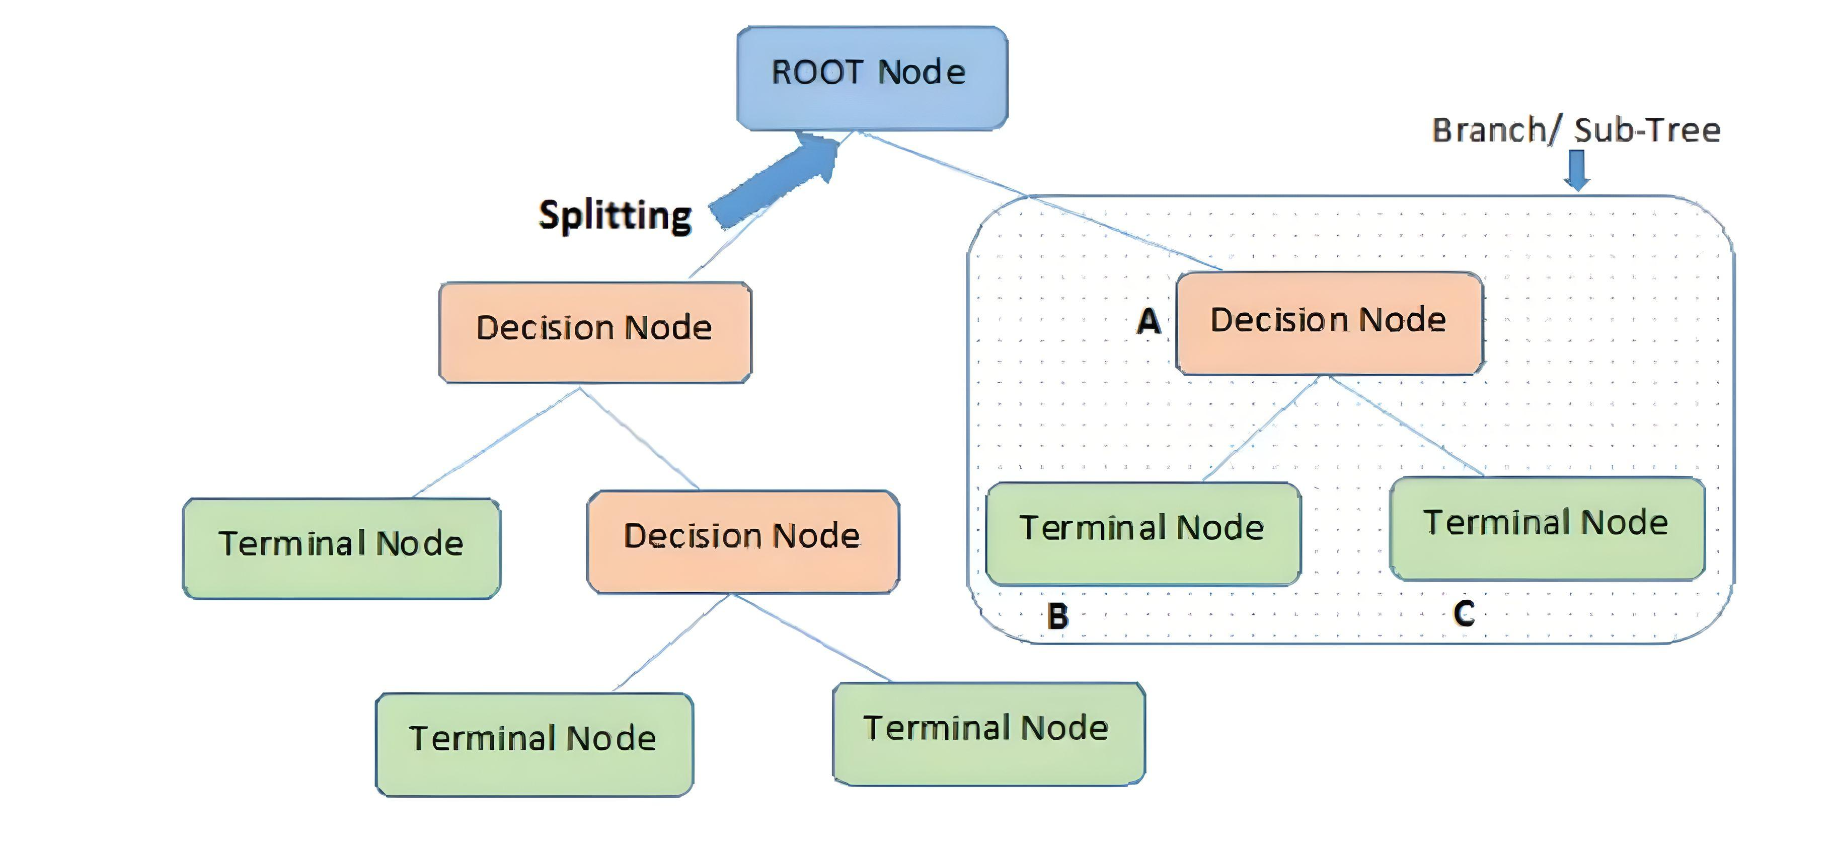 ROOT Node
Branch/ Sub-Tree
Splitting
Decision Node
A
Decision Node
Terminal Node
Decision Node
Terminal Node
Terminal Node
B
C
Terminal Node
Terminal Node